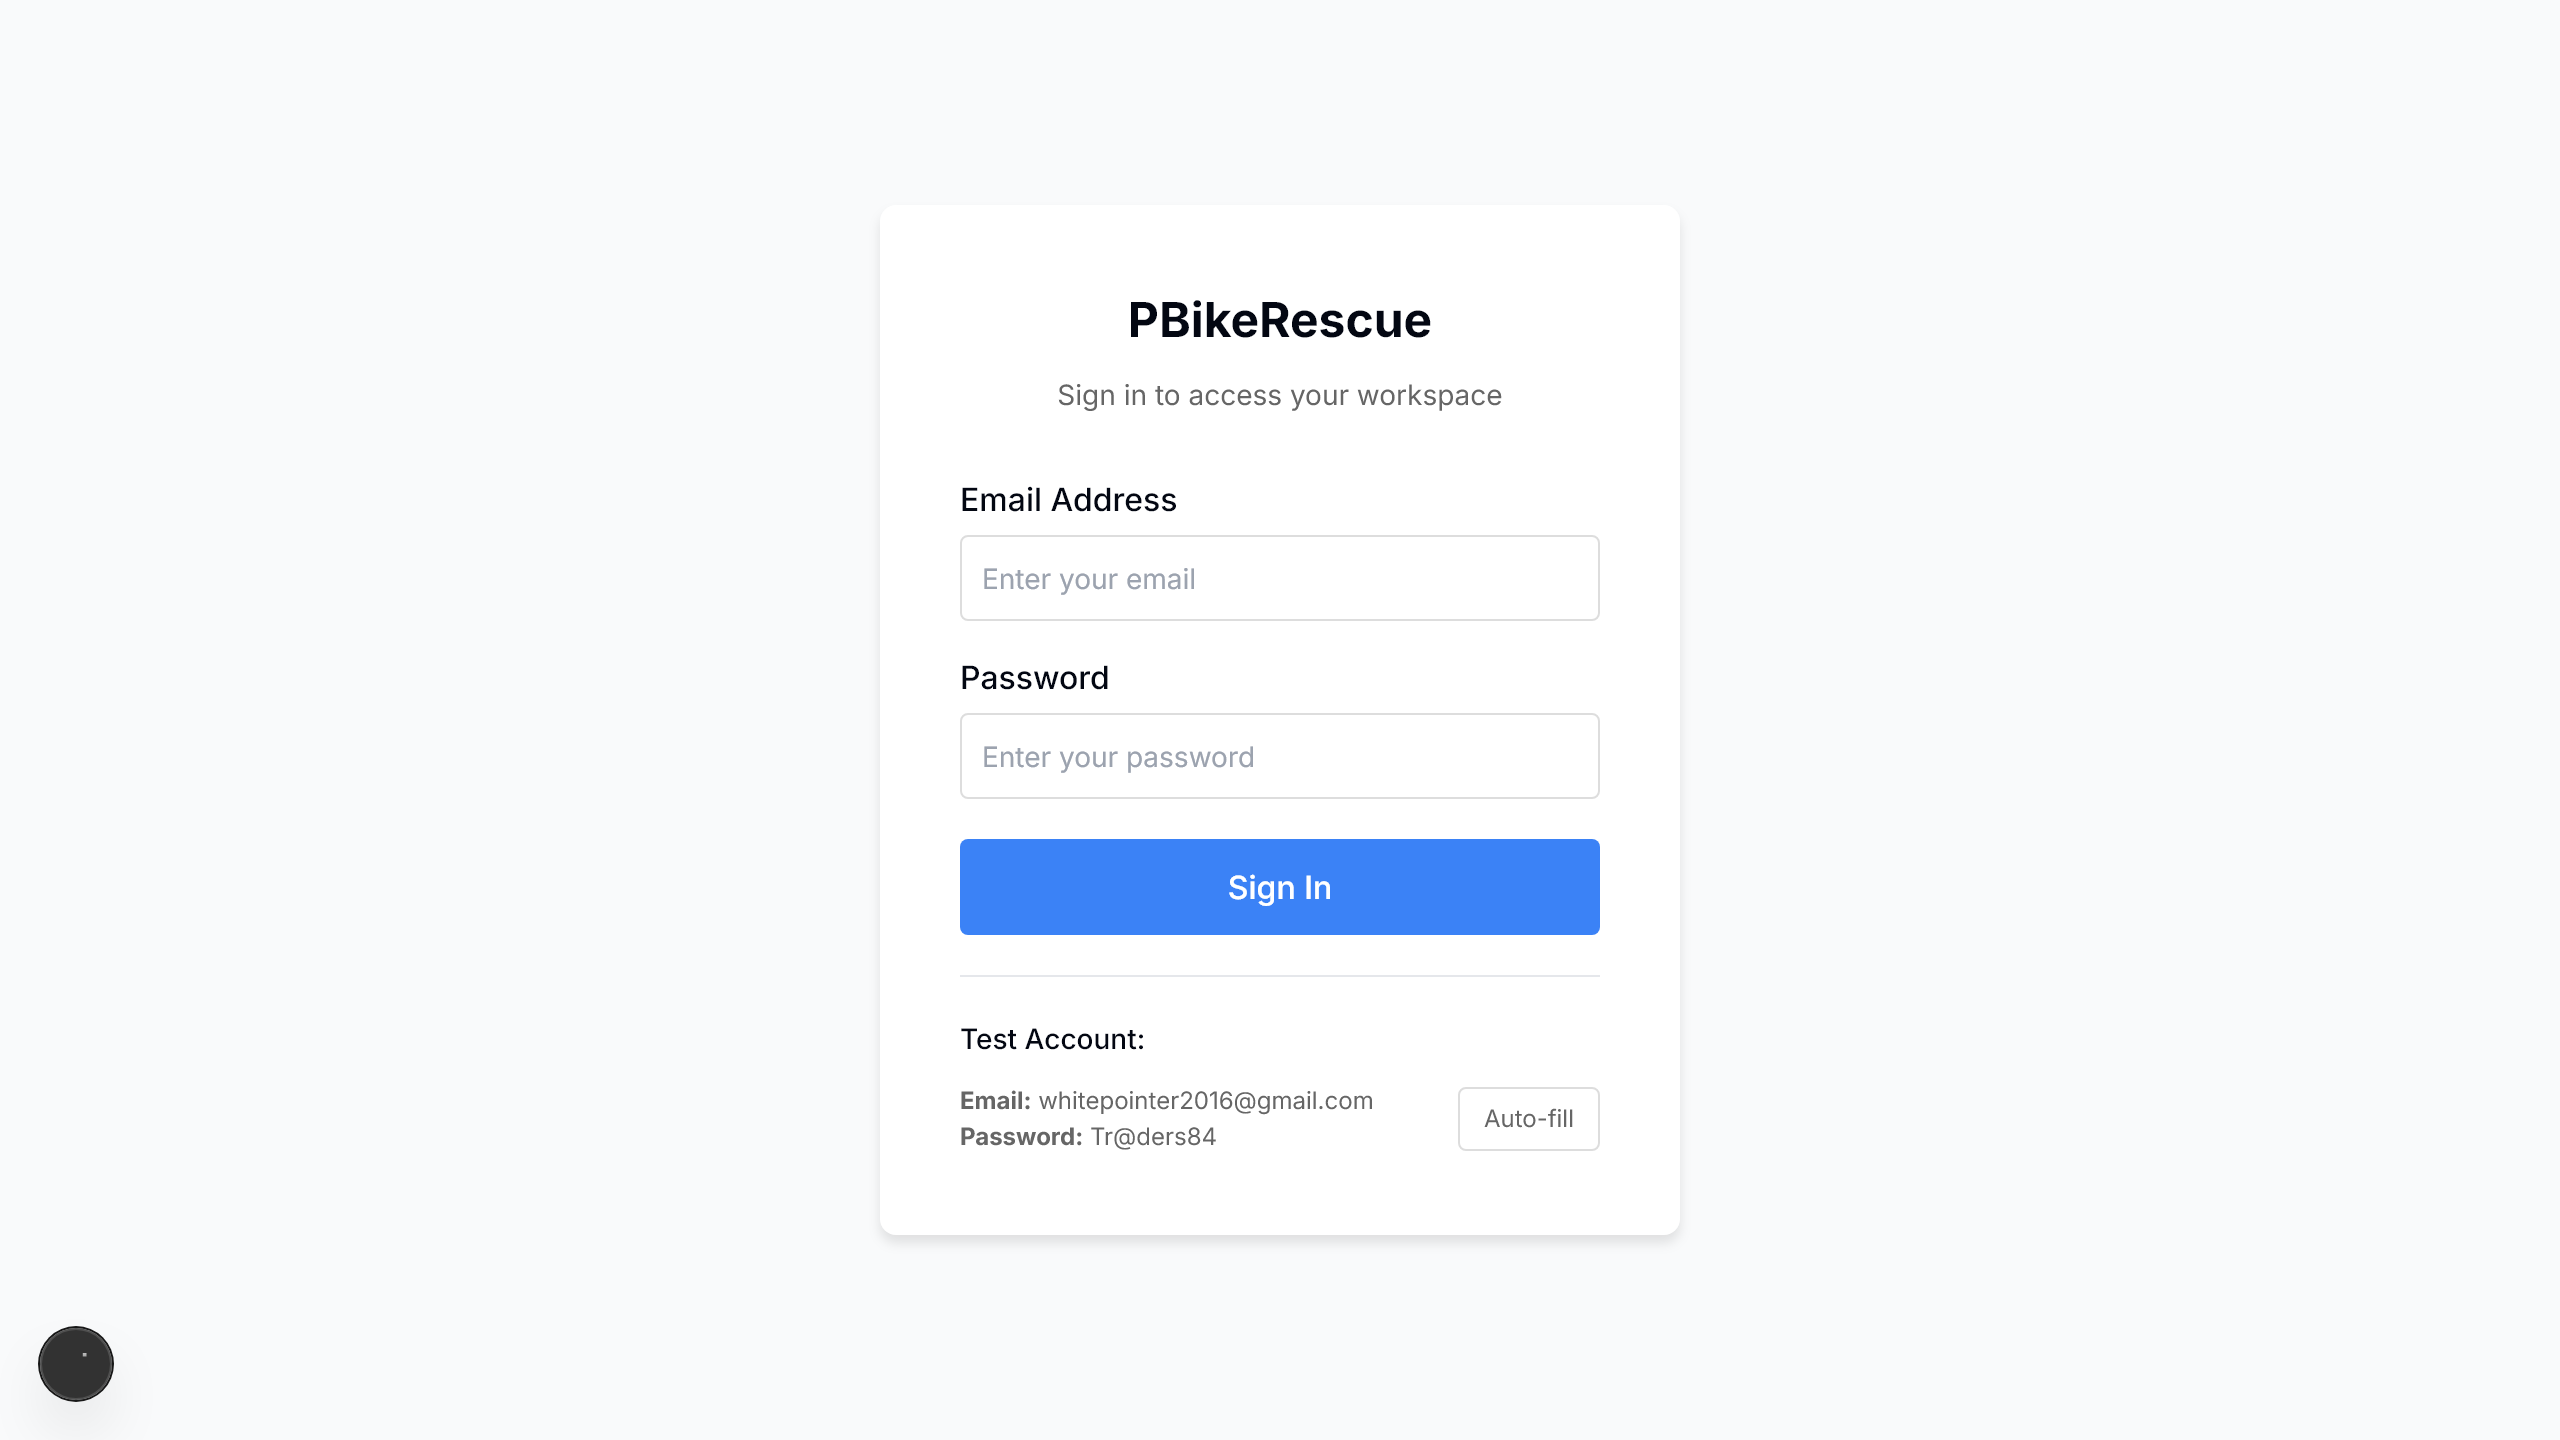 PBikeRescue
Sign in to access your workspace
Email Address
Enter your email
Password
Enter your password
Sign In
Test Account:
Email: whitepointer2016@gmail.com
Password: Tr@ders84
Auto-fill